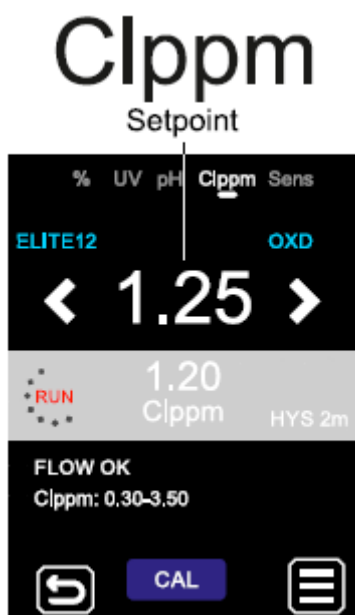 Clppm
Setpoint
% UV pH Clppm Sens
ELITE12 OXD
1.25
1.20
RUN
Clppm
HYS 2m
FLOW OK
Clppm: 0.30-3.50
CAL